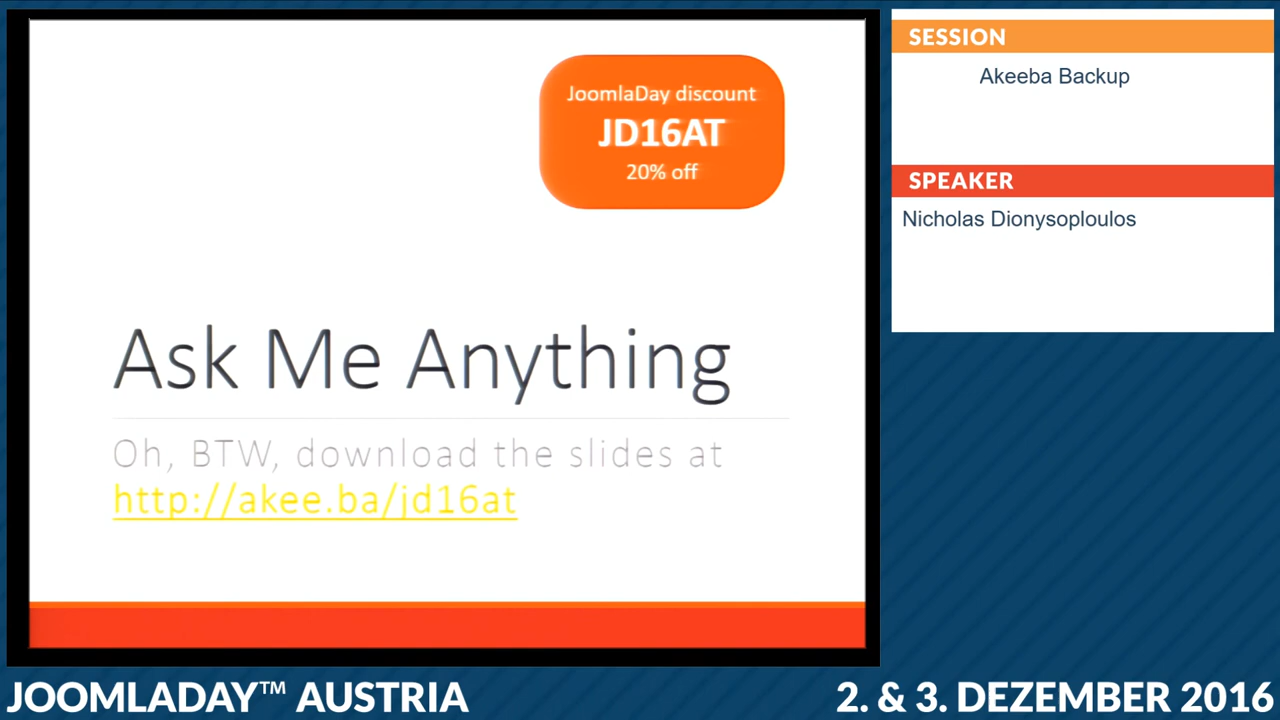 JoomlaDay discount
JD16AT
20% off
Ask Me Anything
Oh, BTW, download the slides at
http://akee.ba/jd16at
SESSION
Akeeba Backup
SPEAKER
Nicholas Dionysoploulos
JOOMLADAY™ AUSTRIA
2. & 3. DEZEMBER 2016